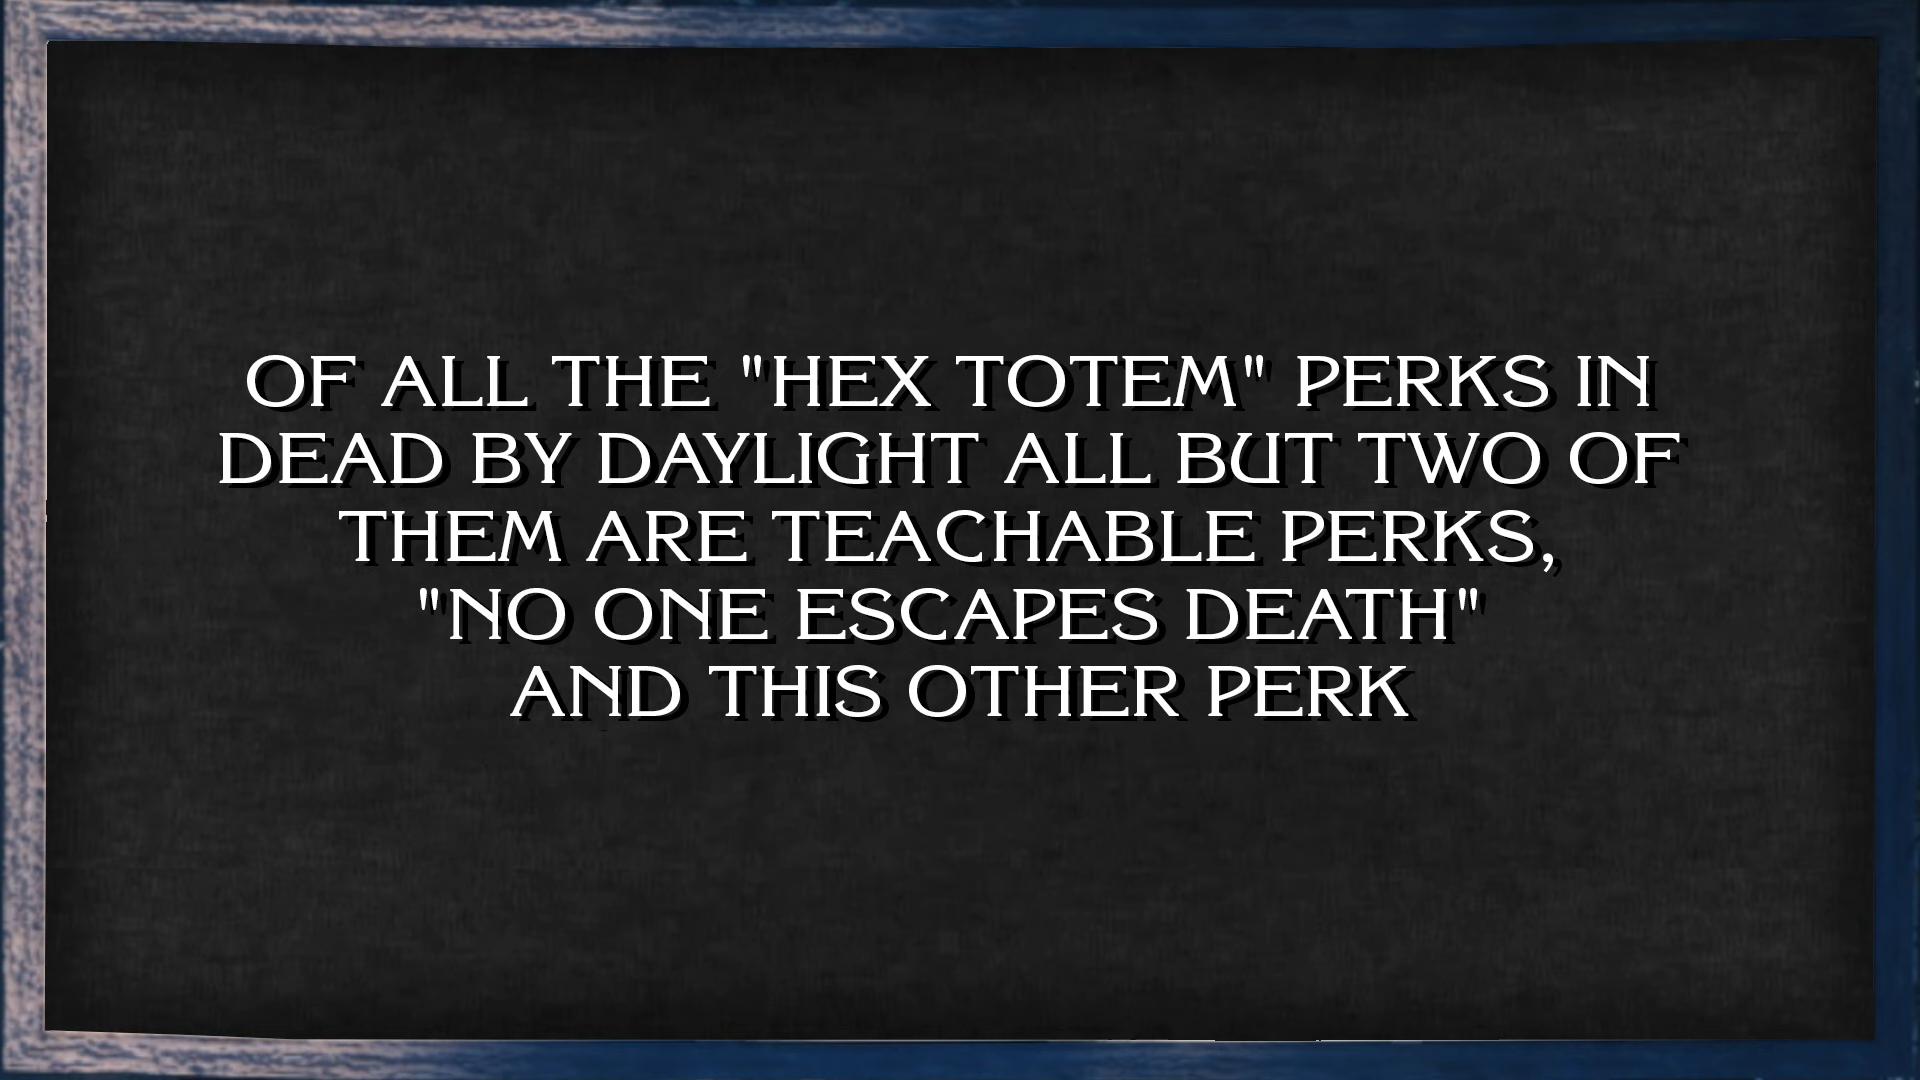 OF ALL THE "HEX TOTEM" PERKS IN
DEAD BY DAYLIGHT ALL BUT TWO OF
THEM ARE TEACHABLE PERKS,
"NO ONE ESCAPES DEATH"
AND THIS OTHER PERK